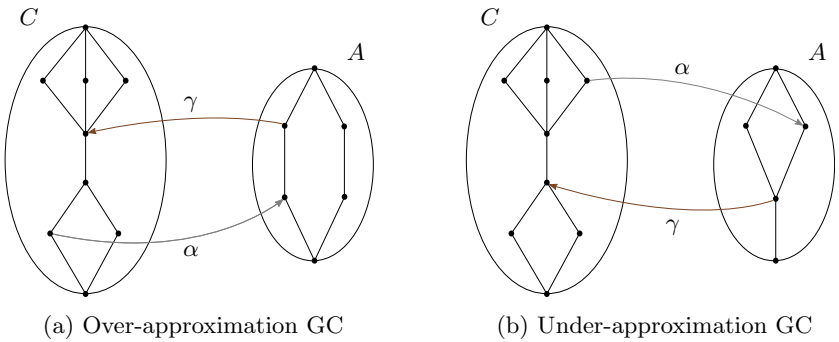 C
A
γ
α
(a) Over-approximation GC
C
A
α
γ
(b) Under-approximation GC